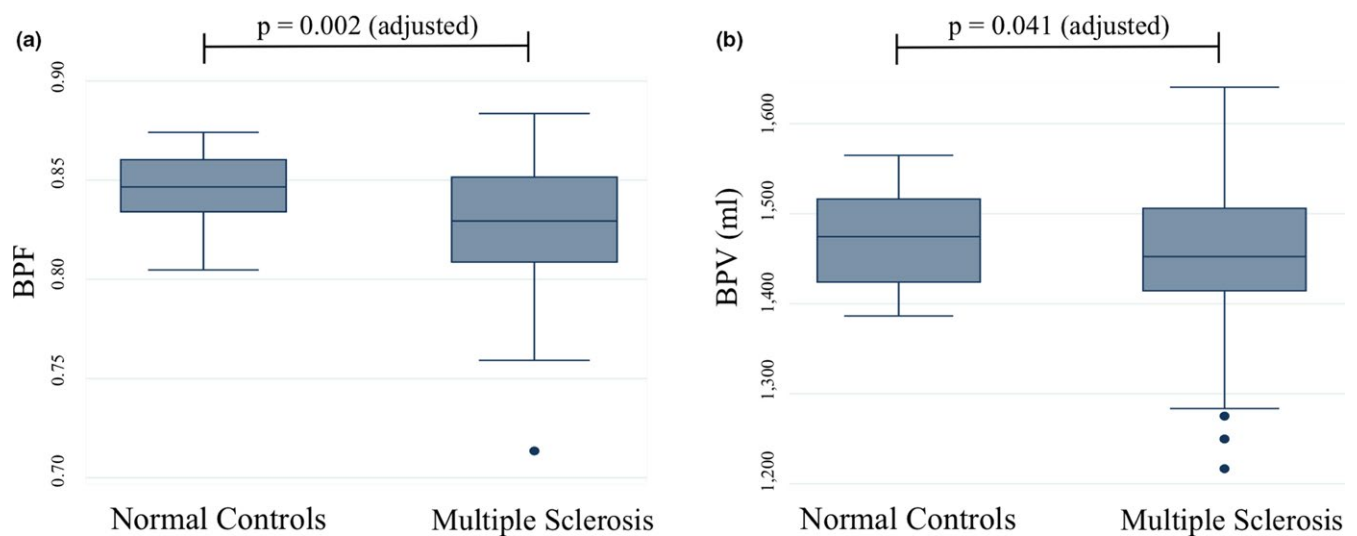 (a)
p = 0.002 (adjusted)
BPF
0.90
0.85
0.80
0.75
0.70
Normal Controls
Multiple Sclerosis
(b)
p = 0.041 (adjusted)
BPV (ml)
1,600
1,500
1,400
1,300
1,200
Normal Controls
Multiple Sclerosis